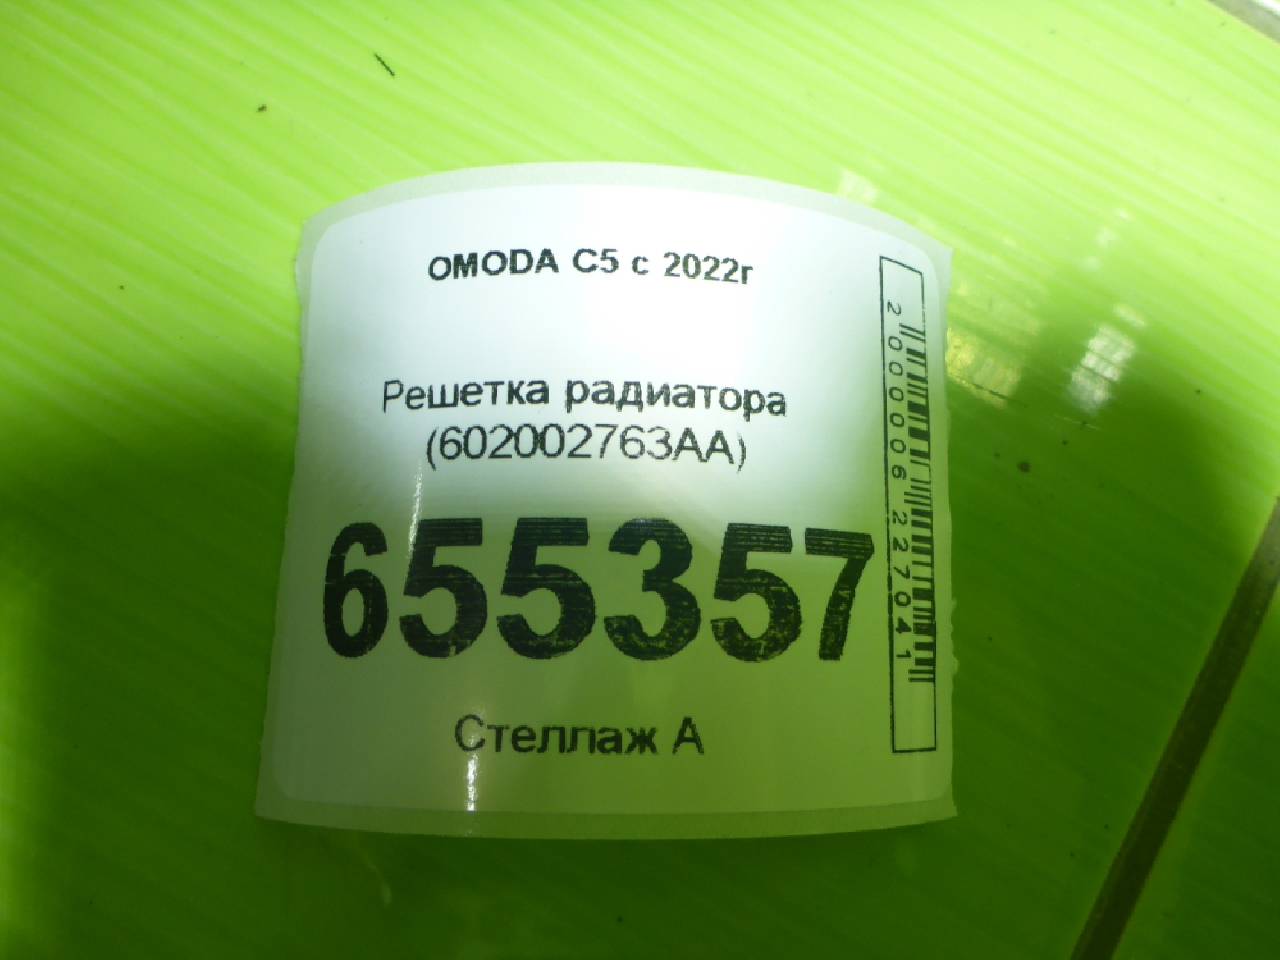 OMODA C5 с 2022г
Решетка радиатора
(602002763AA)
655357
Стеллаж А
2000006227041